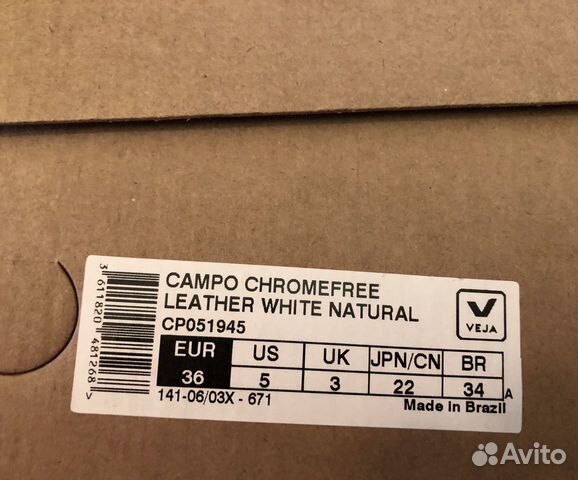 CAMPO CHROMEFREE
LEATHER WHITE NATURAL
CP051945
VEJA
EUR US UK JPN/CN BR
36 5 3 22 34 A
141-06/03X - 671
Made in Brazil
3 611820 481268>
Avito